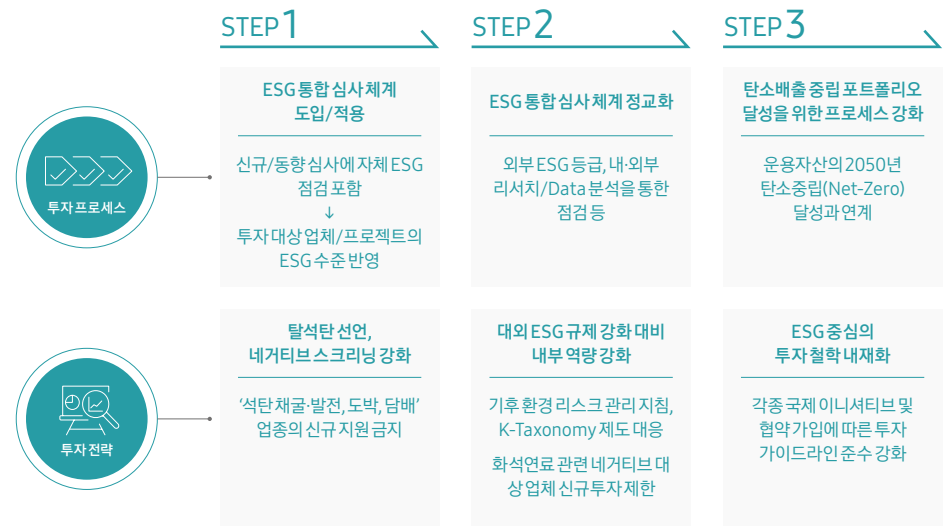 STEP 1
STEP 2
STEP 3
투자 프로세스
ESG 통합 심사 체계
도입/적용
신규/동향 심사에 자체 ESG
점검 포함
↓
투자 대상 업체/프로젝트의
ESG 수준 반영
ESG 통합 심사 체계 정교화
외부 ESG 등급, 내·외부
리서치/Data 분석을 통한
점검 등
탄소배출 중립 포트폴리오
달성을 위한 프로세스 강화
운용자산의 2050년
탄소중립(Net-Zero)
달성과 연계
투자 전략
탈석탄 선언,
네거티브 스크리닝 강화
‘석탄 채굴·발전, 도박, 담배’
업종의 신규 지원 금지
대외 ESG 규제 강화 대비
내부 역량 강화
기후 환경 리스크 관리 지침,
K-Taxonomy 제도 대응
화석연료 관련 네거티브 대
상 업체 신규 투자 제한
ESG 중심의
투자 철학 내재화
각종 국제 이니셔티브 및
협약 가입에 따른 투자
가이드라인 준수 강화